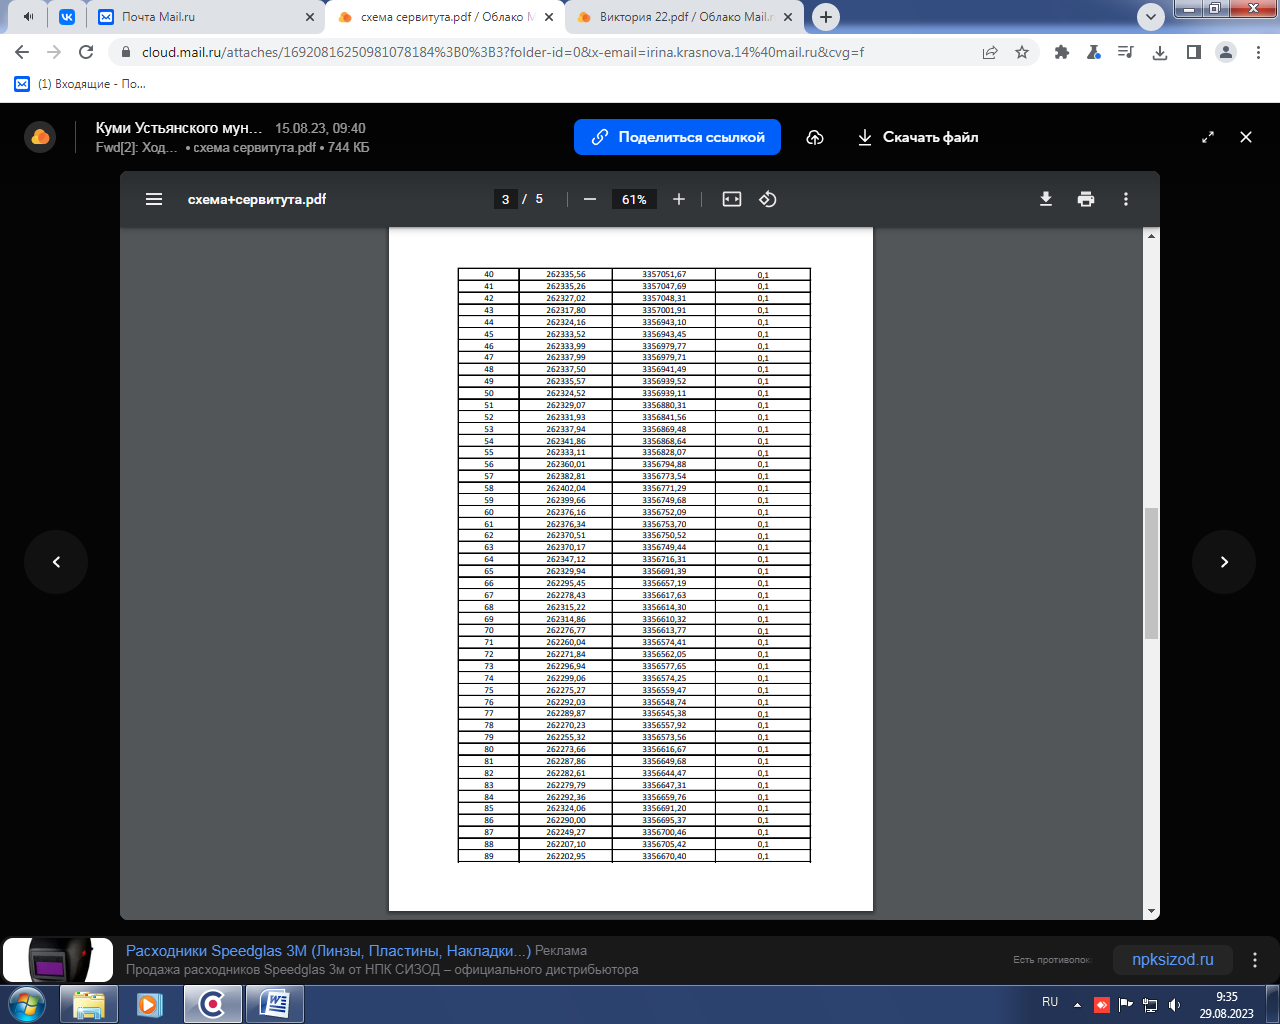 Почта Mail.ru
схема сервитута.pdf / Облако M
Виктория 22.pdf / Облако Mail.r
cloud.mail.ru/attaches/16920816250981078184%3B0%3B3?folder-id=0&x-email=irina.krasnova.14%40mail.ru&cvg=f
(1) Входящие - По...
Куми Устьянского мун... 15.08.23, 09:40
Fwd[2]: Ход... • схема сервитута.pdf • 744 КБ
Поделиться ссылкой
Скачать файл
схема+сервитута.pdf
3 / 5
61%
40 262335,56 3357051,67 0,1
41 262335,26 3357047,69 0,1
42 262327,02 3357048,31 0,1
43 262317,80 3357001,91 0,1
44 262324,16 3356943,10 0,1
45 262333,52 3356943,45 0,1
46 262333,99 3356979,77 0,1
47 262337,99 3356979,71 0,1
48 262337,50 3356941,49 0,1
49 262335,57 3356939,52 0,1
50 262324,52 3356939,11 0,1
51 262329,07 3356880,31 0,1
52 262331,93 3356841,56 0,1
53 262337,94 3356869,48 0,1
54 262341,86 3356868,64 0,1
55 262333,11 3356828,07 0,1
56 262360,01 3356794,88 0,1
57 262382,81 3356773,54 0,1
58 262402,04 3356771,29 0,1
59 262399,66 3356749,68 0,1
60 262376,16 3356752,09 0,1
61 262376,34 3356753,70 0,1
62 262370,51 3356750,52 0,1
63 262370,17 3356749,44 0,1
64 262347,12 3356716,31 0,1
65 262329,94 3356691,39 0,1
66 262295,45 3356657,19 0,1
67 262278,43 3356617,63 0,1
68 262315,22 3356614,30 0,1
69 262314,86 3356610,32 0,1
70 262276,77 3356613,77 0,1
71 262260,04 3356574,41 0,1
72 262271,84 3356562,05 0,1
73 262296,94 3356577,65 0,1
74 262299,06 3356574,25 0,1
75 262275,27 3356559,47 0,1
76 262292,03 3356548,74 0,1
77 262289,87 3356545,38 0,1
78 262270,23 3356557,92 0,1
79 262255,32 3356573,56 0,1
80 262273,66 3356616,67 0,1
81 262287,86 3356649,68 0,1
82 262282,61 3356644,47 0,1
83 262279,79 3356647,31 0,1
84 262292,36 3356659,76 0,1
85 262324,06 3356691,20 0,1
86 262290,00 3356695,37 0,1
87 262249,27 3356700,46 0,1
88 262207,10 3356705,42 0,1
89 262202,95 3356670,40 0,1
Расходники Speedglas 3M (Линзы, Пластины, Накладки...) Реклама
Продажа расходников Speedglas 3м от НПК СИЗОД – официального дистрибьютора
Есть противопок
npksizod.ru
RU
9:35
29.08.2023